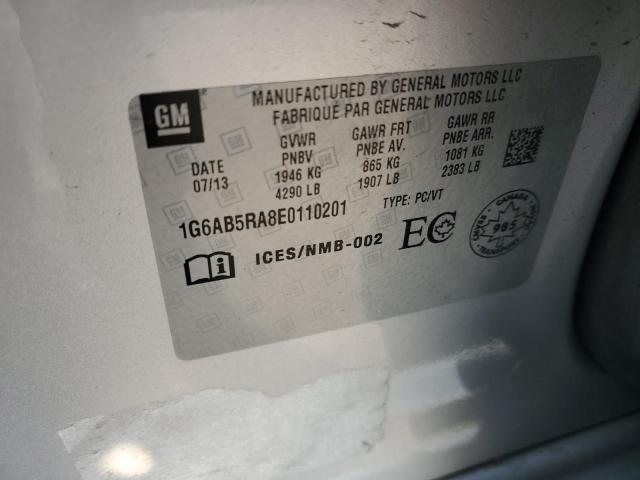 GM
MANUFACTURED BY GENERAL MOTORS LLC
FABRIQUÉ PAR GENERAL MOTORS LLC
DATE GVWR GAWR FRT GAWR RR
07/13 PNBV PNBE AV. PNBE ARR.
1946 KG 865 KG 1081 KG
4290 LB 1907 LB 2383 LB
1G6AB5RA8E0110201 TYPE: PC/VT
ICES/NMB-002 EC 985
CANADA